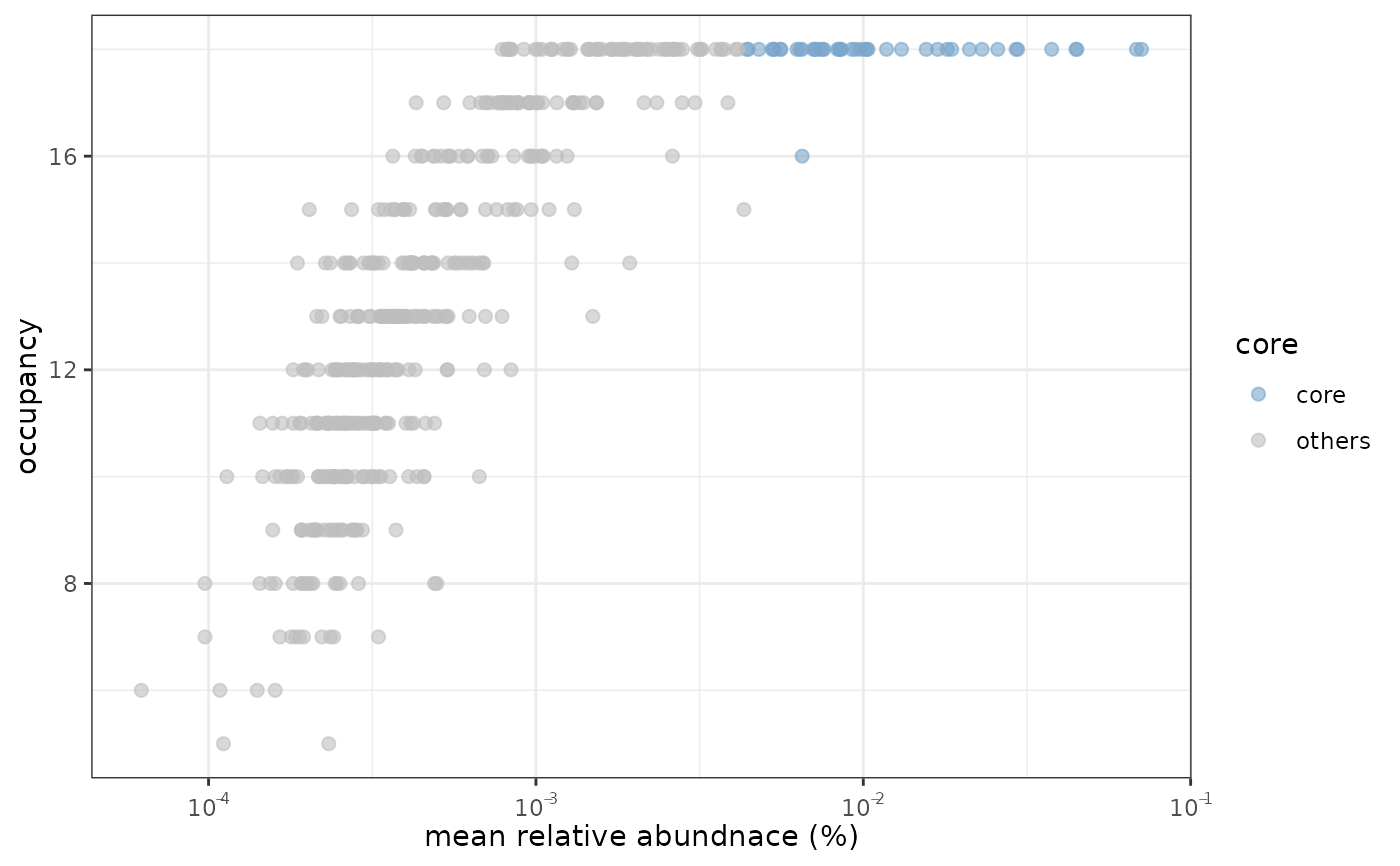 16
12
8
occupancy
10-4
10-3
10-2
10-1
mean relative abundnace (%)
core
core
others